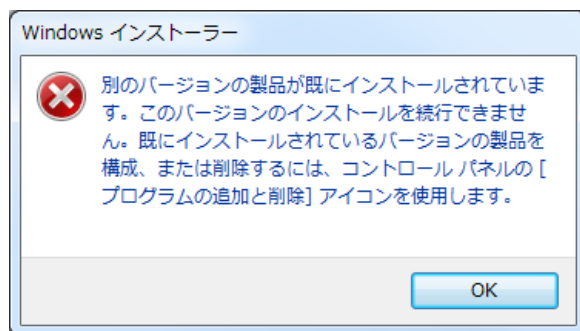 Windows インストーラー
別のバージョンの製品が既にインストールされていま
す。このバージョンのインストールを続行できませ
ん。既にインストールされているバージョンの製品を
構成、または削除するには、コントロール パネルの [
プログラムの追加と削除] アイコンを使用します。
OK